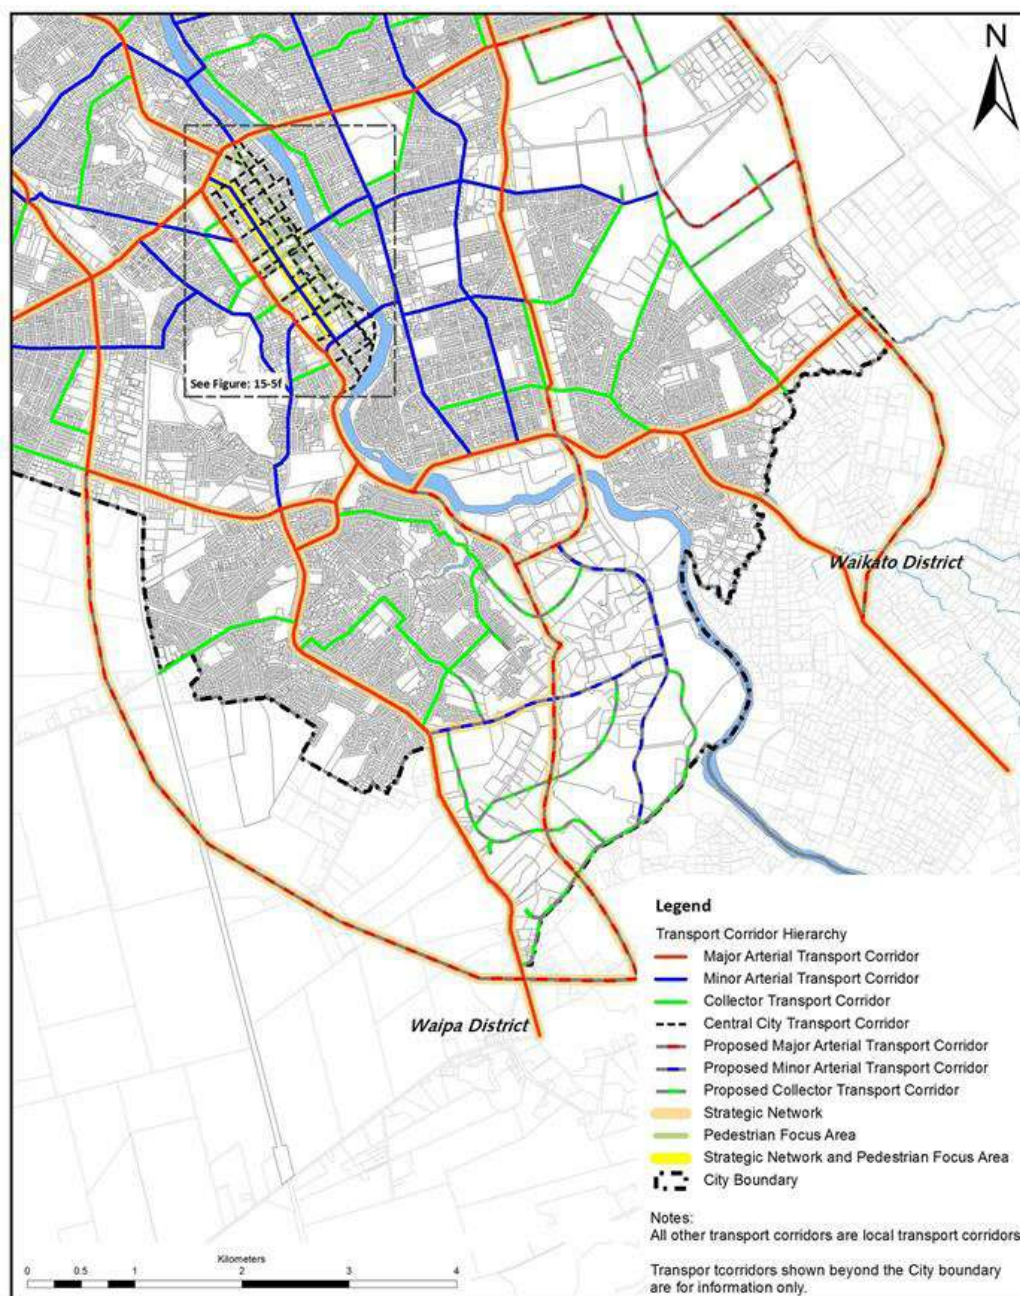 N
See Figure: 15-5f
Waikato District
Waipa District
Legend
Transport Corridor Hierarchy
Major Arterial Transport Corridor
Minor Arterial Transport Corridor
Collector Transport Corridor
Central City Transport Corridor
Proposed Major Arterial Transport Corridor
Proposed Minor Arterial Transport Corridor
Proposed Collector Transport Corridor
Strategic Network
Pedestrian Focus Area
Strategic Network and Pedestrian Focus Area
City Boundary
Notes:
All other transport corridors are local transport corridors
Transpor tcorridors shown beyond the City boundary
are for information only.
Kilometers
0 0.5 1 2 3 4